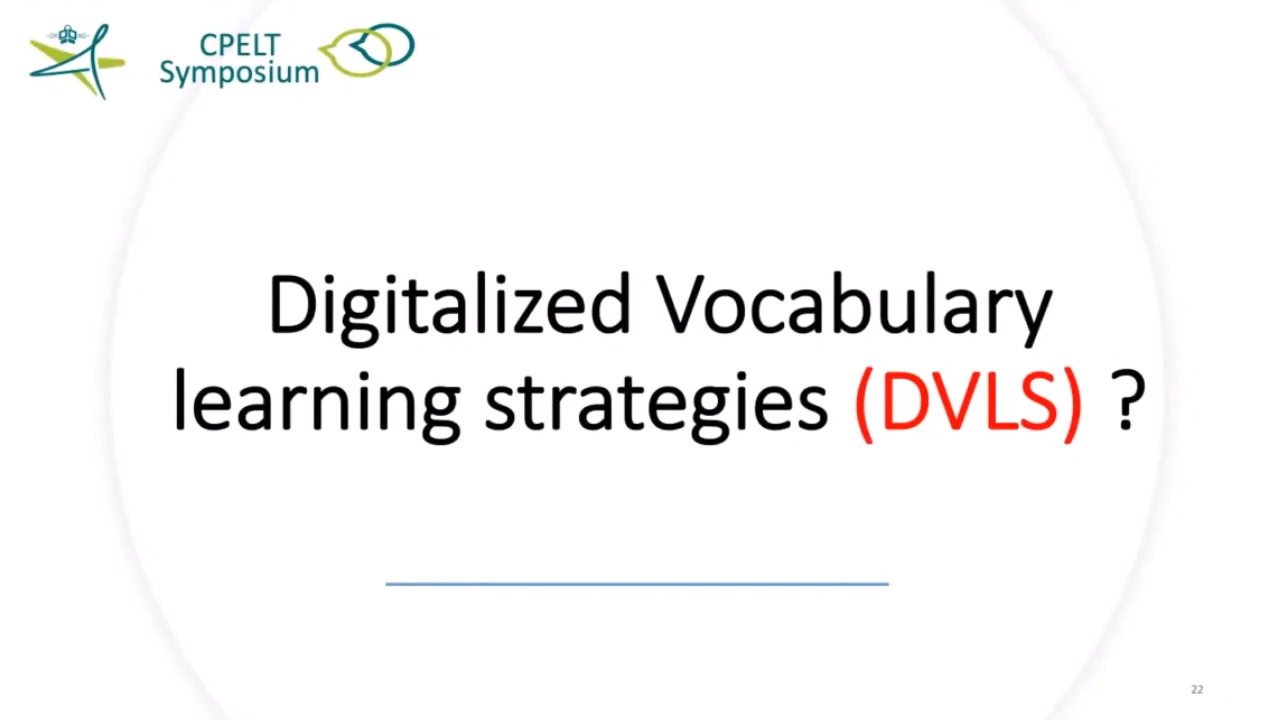 CPELT
Symposium
Digitalized Vocabulary
learning strategies (DVLS) ?
22